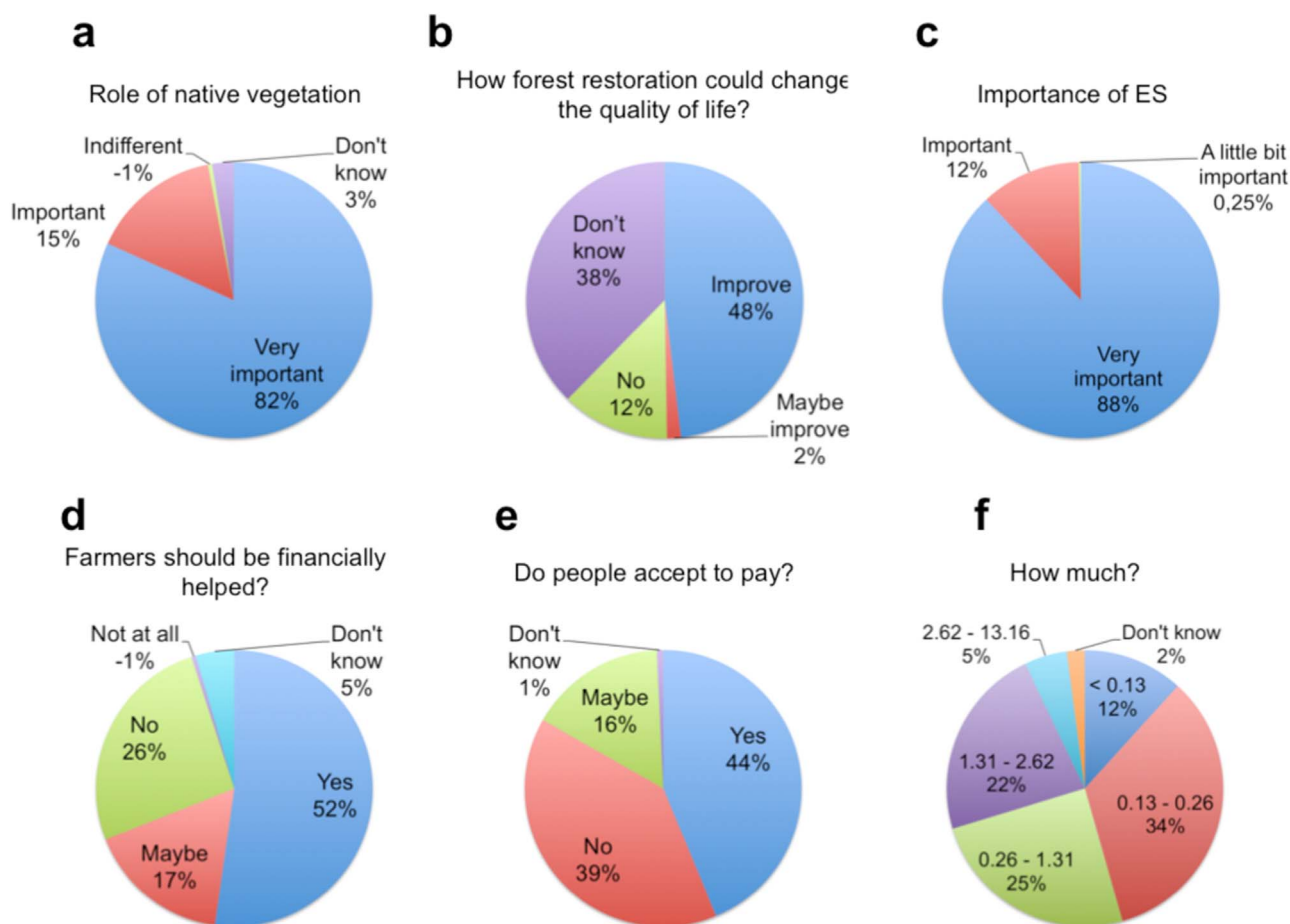 a
Role of native vegetation
Indifferent
-1%
Don't
know
3%
Important
15%
Very
important
82%
b
How forest restoration could change
the quality of life?
Don't
know
38%
Improve
48%
No
12%
Maybe
improve
2%
c
Importance of ES
Important
12%
A little bit
important
0,25%
Very
important
88%
d
Farmers should be financially
helped?
Not at all
-1%
Don't
know
5%
No
26%
Yes
52%
Maybe
17%
e
Do people accept to pay?
Don't
know
1%
Maybe
16%
Yes
44%
No
39%
f
How much?
2.62 - 13.16
5%
Don't know
2%
< 0.13
12%
1.31 - 2.62
22%
0.13 - 0.26
34%
0.26 - 1.31
25%